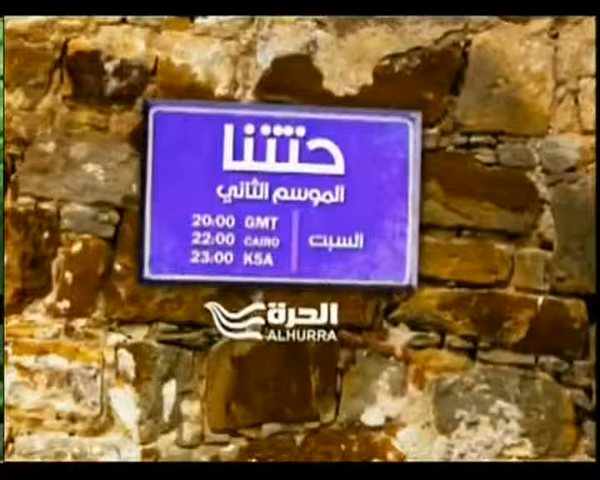 حتتنا
الموسم الثاني
السبت
20:00 GMT
22:00 CAIRO
23:00 KSA
الحرة
ALHURRA